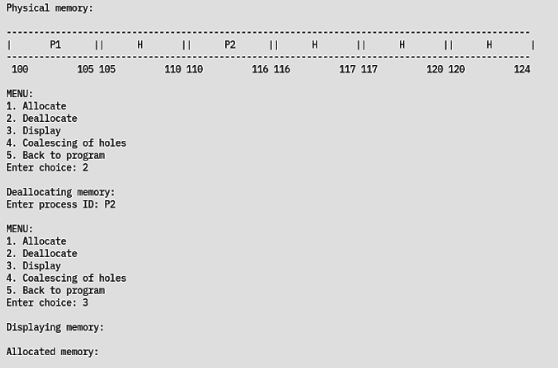 Physical memory:
--------------------------------------------------------------------------------
| P1 || H || P2 || H || H || H |
--------------------------------------------------------------------------------
100 105 105 110 110 116 116 117 117 120 120 124
MENU:
1. Allocate
2. Deallocate
3. Display
4. Coalescing of holes
5. Back to program
Enter choice: 2
Deallocating memory:
Enter process ID: P2
MENU:
1. Allocate
2. Deallocate
3. Display
4. Coalescing of holes
5. Back to program
Enter choice: 3
Displaying memory:
Allocated memory: